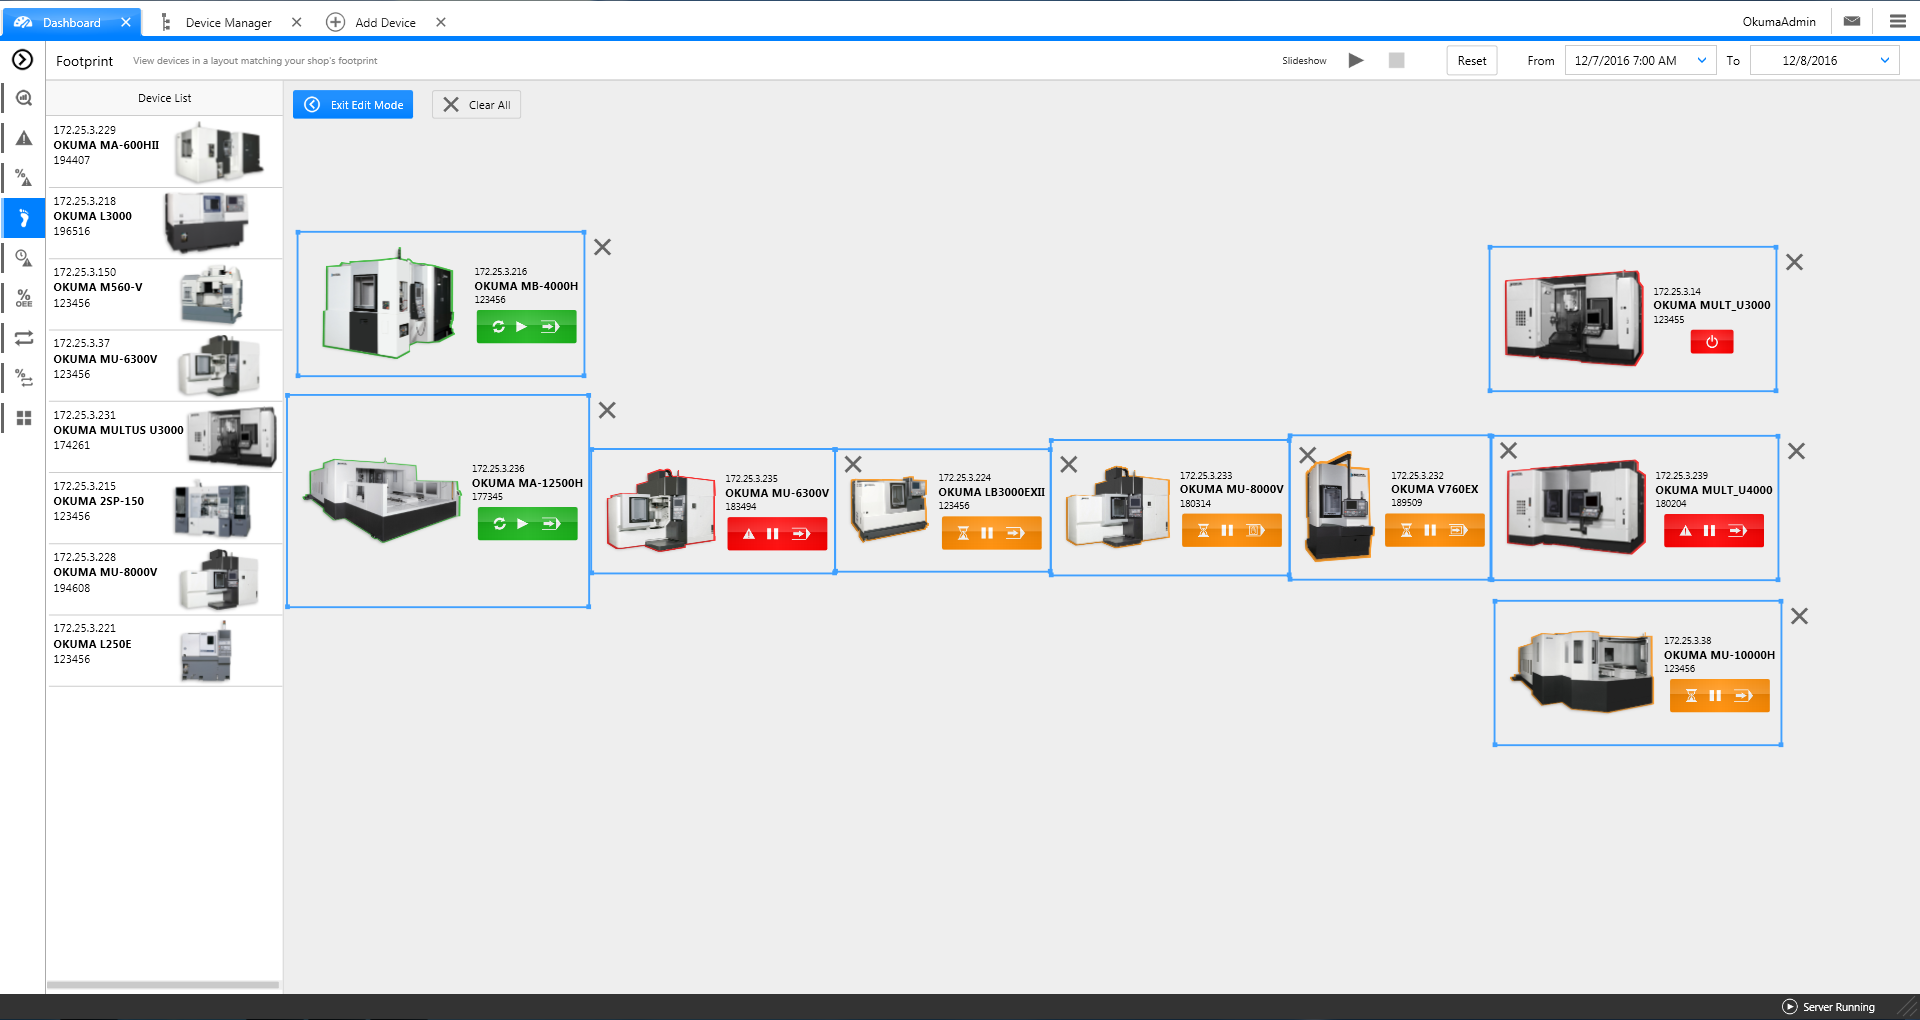 Dashboard
Device Manager
Add Device
OkumaAdmin
Footprint
View devices in a layout matching your shop's footprint
Slideshow
Reset
From
12/7/2016 7:00 AM
To
12/8/2016
Device List
Exit Edit Mode
Clear All
172.25.3.229
OKUMA MA-600HII
194407
172.25.3.218
OKUMA L3000
196516
172.25.3.150
OKUMA M560-V
123456
172.25.3.37
OKUMA MU-6300V
123456
172.25.3.231
OKUMA MULTUS U3000
174261
172.25.3.215
OKUMA 2SP-150
123456
172.25.3.228
OKUMA MU-8000V
194608
172.25.3.221
OKUMA L250E
123456
%
%
OEE
%
172.25.3.216
OKUMA MB-4000H
123456
172.25.3.14
OKUMA MULT_U3000
123455
172.25.3.236
OKUMA MA-12500H
177345
172.25.3.235
OKUMA MU-6300V
183494
172.25.3.224
OKUMA LB3000EXII
123456
172.25.3.233
OKUMA MU-8000V
180314
172.25.3.232
OKUMA V760EX
189509
172.25.3.239
OKUMA MULT_U4000
180204
172.25.3.38
OKUMA MU-10000H
123456
Server Running